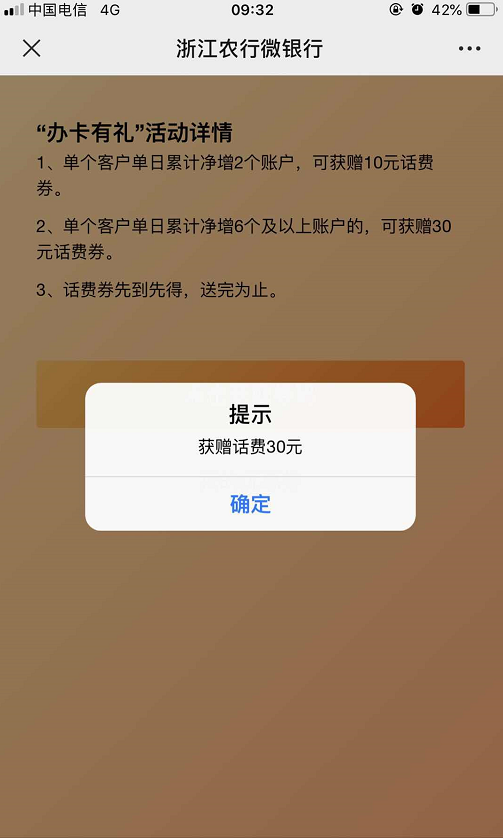 中国电信 4G 09:32 42%
浙江农行微银行
“办卡有礼”活动详情
1、单个客户单日累计净增2个账户，可获赠10元话费
券。
2、单个客户单日累计净增6个及以上账户的，可获赠30
元话费券。
3、话费券先到先得，送完为止。
提示
获赠话费30元
确定